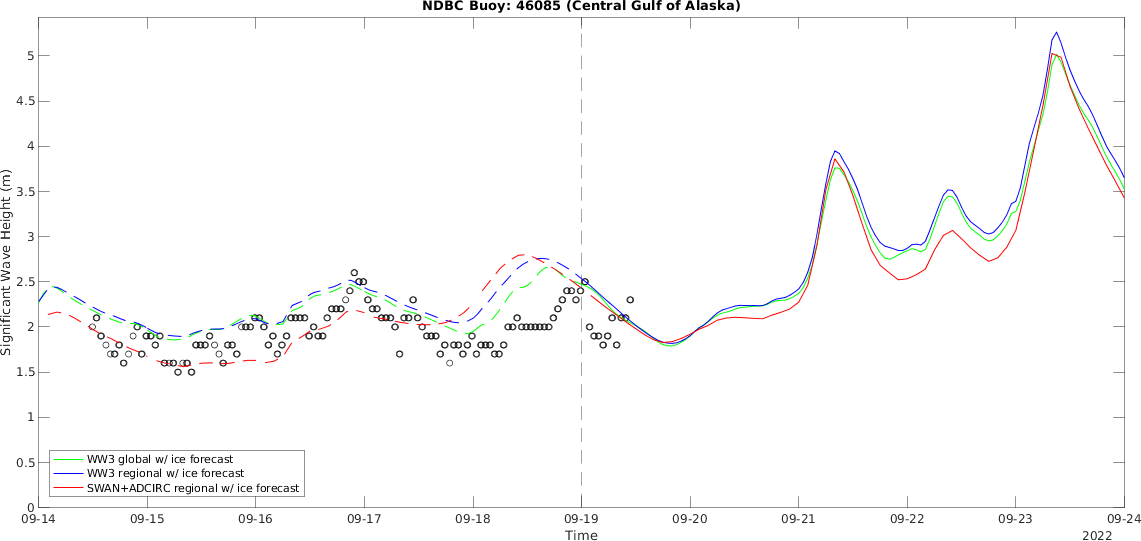 NDBC Buoy: 46085 (Central Gulf of Alaska)
Significant Wave Height (m)
5
4.5
4
3.5
3
2.5
2
1.5
1
0.5
0
WW3 global w/ ice forecast
WW3 regional w/ ice forecast
SWAN+ADCIRC regional w/ ice forecast
09-14 09-15 09-16 09-17 09-18 09-19 09-20 09-21 09-22 09-23 09-24
Time
2022